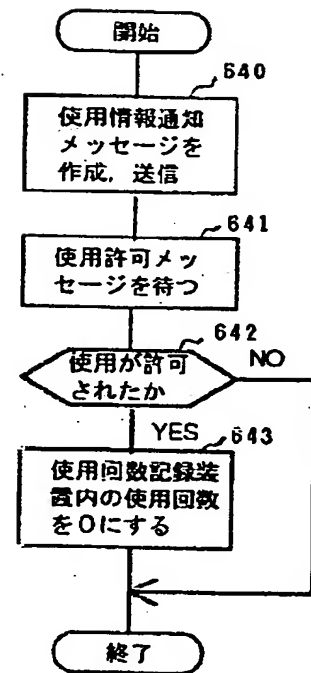 開始
640
使用情報通知
メッセージを
作成，送信
641
使用許可メッ
セージを待つ
642
使用が許可
されたか
NO
YES
643
使用回数記録装
置内の使用回数
を0にする
終了